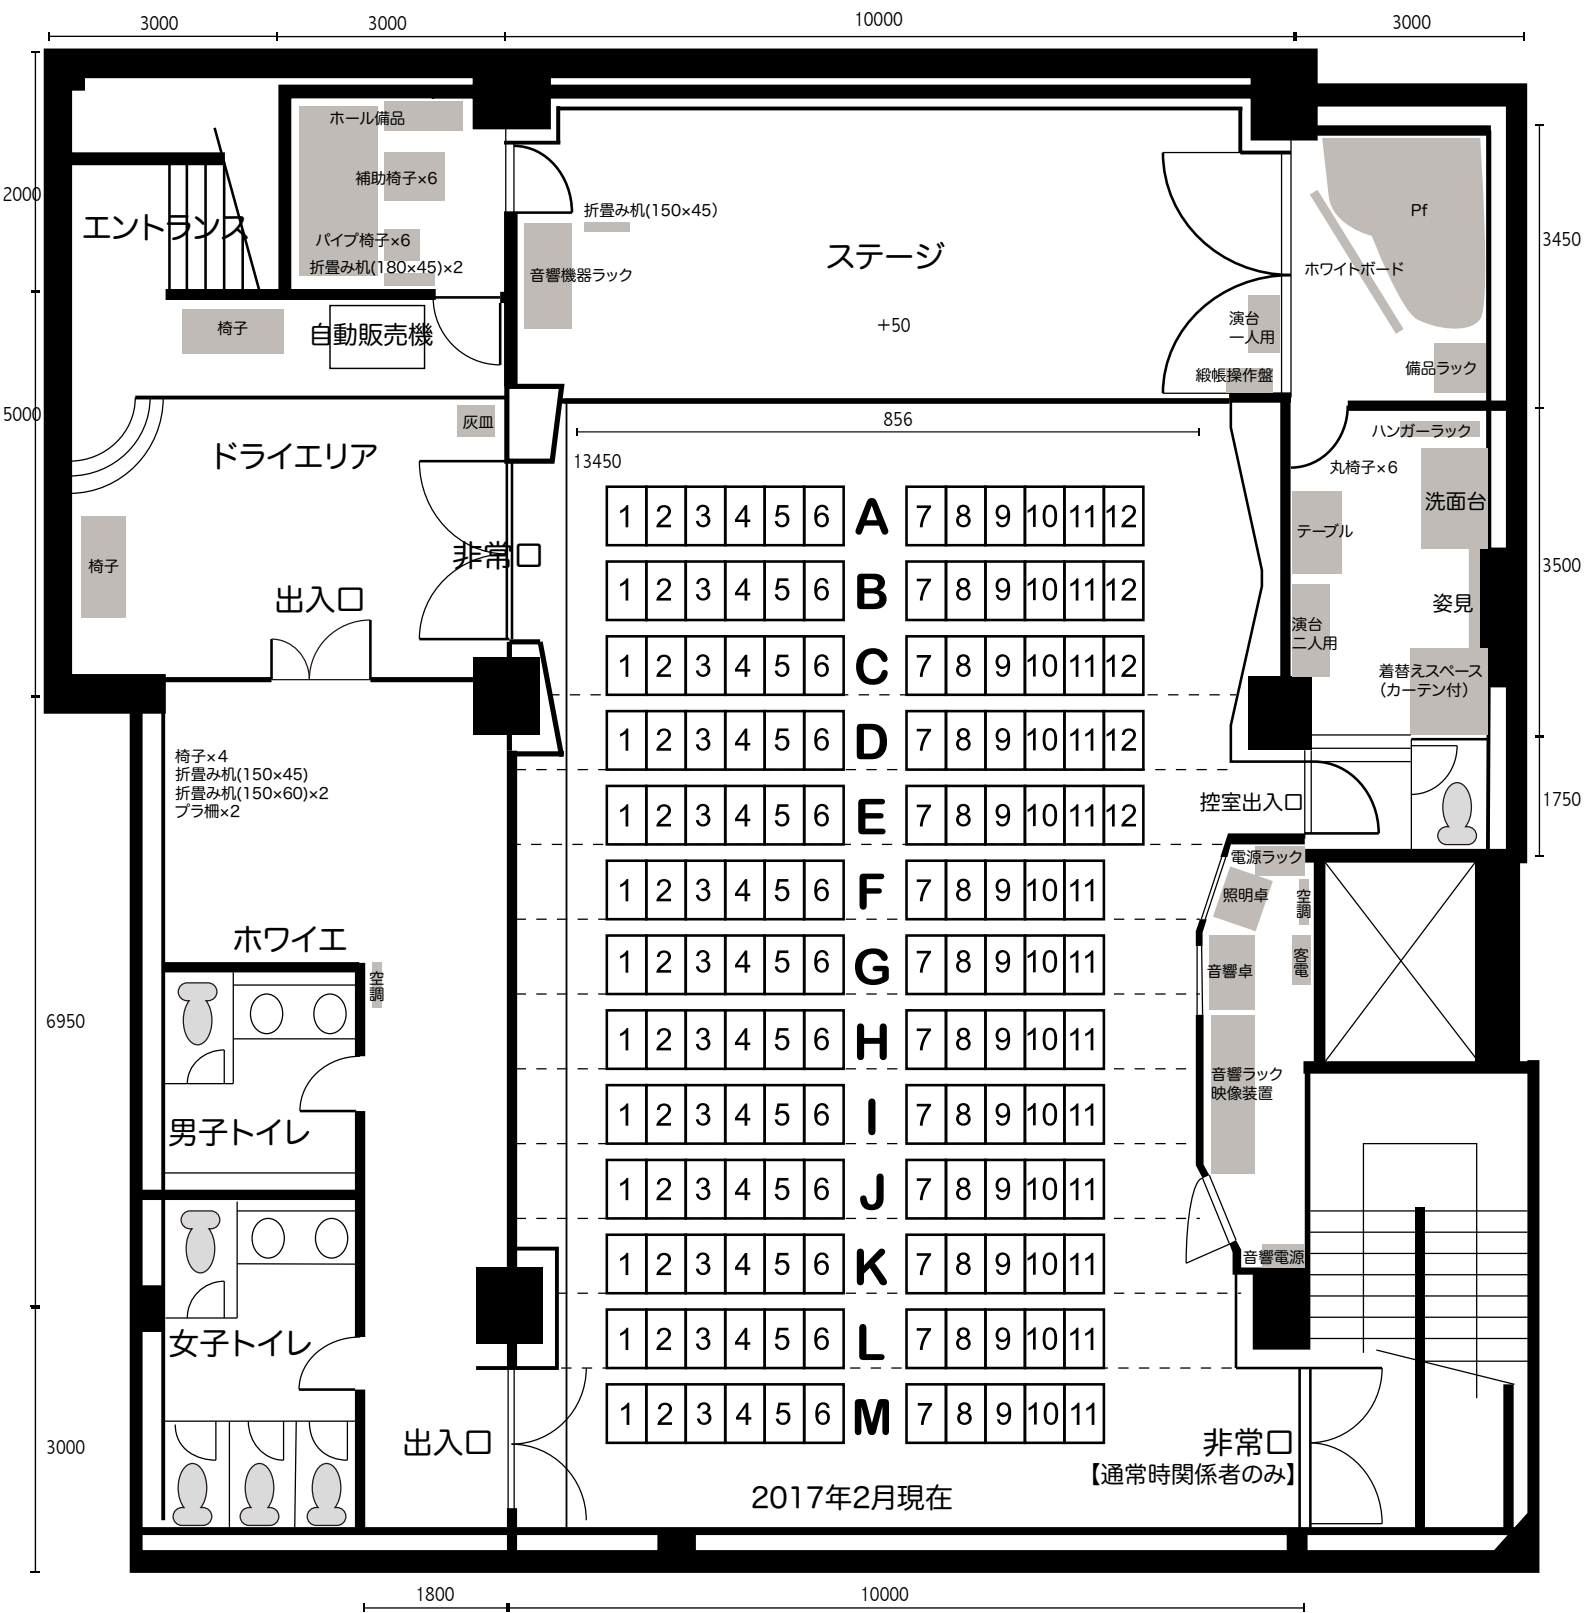 3000
3000
10000
3000
2000
5000
6950
3000
3450
3500
1750
1800
10000
ホール備品
補助椅子×6
パイプ椅子×6
折畳み机(180×45)×2
エントランス
椅子
自動販売機
折畳み机(150×45)
音響機器ラック
ステージ
+50
演台
一人用
緞帳操作盤
Pf
ホワイトボード
備品ラック
灰皿
ドライエリア
椅子
出入口
非常口
856
13450
ハンガーラック
丸椅子×6
洗面台
テーブル
姿見
演台
二人用
着替えスペース
(カーテン付)
控室出入口
1 2 3 4 5 6 A 7 8 9 10 11 12
1 2 3 4 5 6 B 7 8 9 10 11 12
1 2 3 4 5 6 C 7 8 9 10 11 12
1 2 3 4 5 6 D 7 8 9 10 11 12
1 2 3 4 5 6 E 7 8 9 10 11 12
1 2 3 4 5 6 F 7 8 9 10 11
1 2 3 4 5 6 G 7 8 9 10 11
1 2 3 4 5 6 H 7 8 9 10 11
1 2 3 4 5 6 I 7 8 9 10 11
1 2 3 4 5 6 J 7 8 9 10 11
1 2 3 4 5 6 K 7 8 9 10 11
1 2 3 4 5 6 L 7 8 9 10 11
1 2 3 4 5 6 M 7 8 9 10 11
椅子×4
折畳み机(150×45)
折畳み机(150×60)×2
プラ柵×2
ホワイエ
空調
男子トイレ
女子トイレ
出入口
電源ラック
照明卓
空調
音響卓
客電
音響ラック
映像装置
音響電源
非常口
【通常時関係者のみ】
2017年2月現在